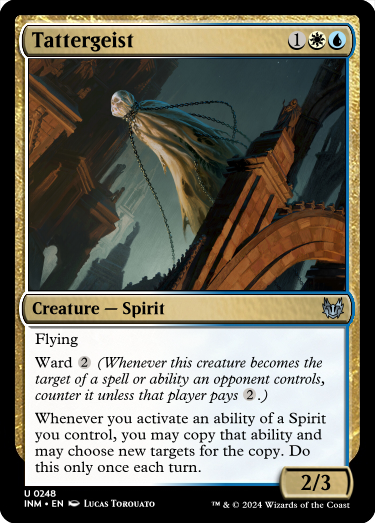 Tattergeist 1
Creature — Spirit
Flying
Ward 2 (Whenever this creature becomes the
target of a spell or ability an opponent controls,
counter it unless that player pays 2.)
Whenever you activate an ability of a Spirit
you control, you may copy that ability and
may choose new targets for the copy. Do
this only once each turn.
2/3
U 0248
INM • EN Lucas Torouato ™ & © 2024 Wizards of the Coast